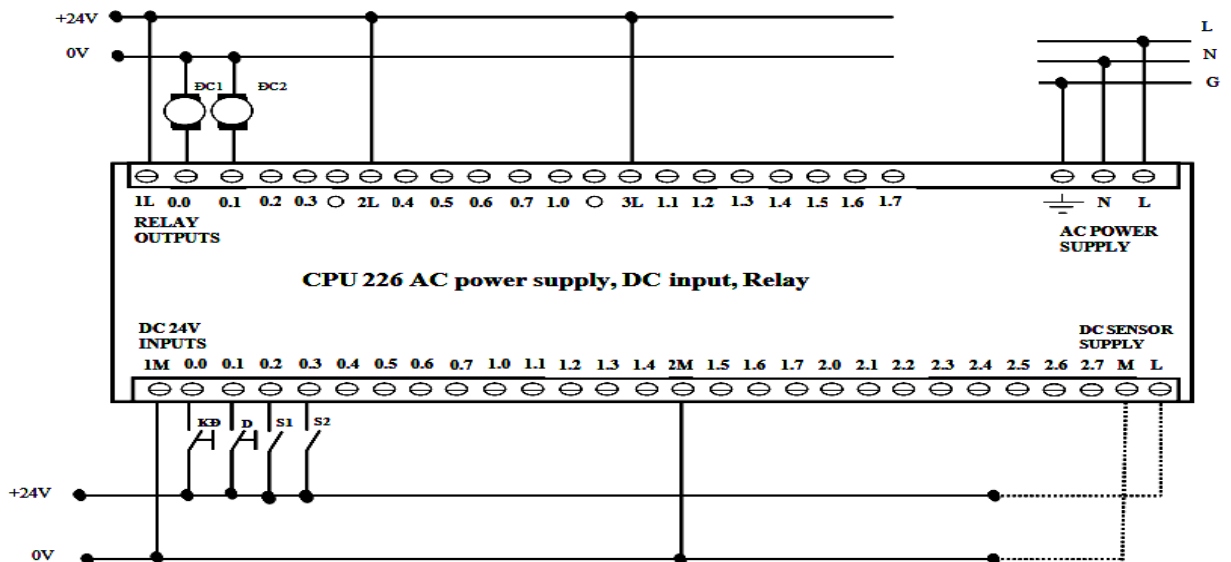 +24V
L
0V
N
G
ĐC1 ĐC2
1L 0.0 0.1 0.2 0.3 2L 0.4 0.5 0.6 0.7 1.0 3L 1.1 1.2 1.3 1.4 1.5 1.6 1.7 N L
RELAY
OUTPUTS
AC POWER
SUPPLY
CPU 226 AC power supply, DC input, Relay
DC 24V
INPUTS
DC SENSOR
SUPPLY
1M 0.0 0.1 0.2 0.3 0.4 0.5 0.6 0.7 1.0 1.1 1.2 1.3 1.4 2M 1.5 1.6 1.7 2.0 2.1 2.2 2.3 2.4 2.5 2.6 2.7 M L
KĐ D S1 S2
+24V
0V